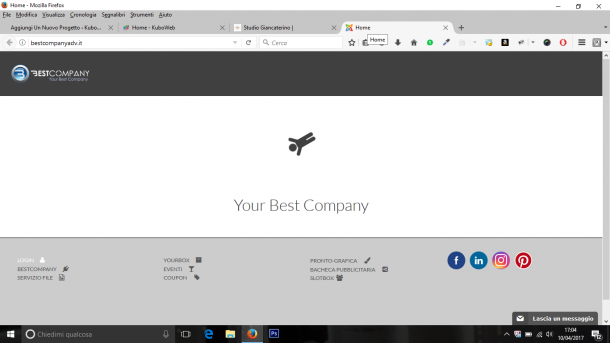 Home - Mozilla Firefox
File Modifica Visualizza Cronologia Segnalibri Strumenti Aiuto
Aggiungi Un Nuovo Progetto - Kubo...
Home - KuboWeb
Studio Giancaterino |
Home
bestcompanyadv.it
Cerca
Home
BESTCOMPANY
Your Best Company
Your Best Company
LOGIN
BESTCOMPANY
SERVIZIO FILE
YOURBOX
EVENTI
COUPON
PRONTO-GRAFICA
BACHECA PUBBLICITARIA
SLOTBOX
Lascia un messaggio
Chiedimi qualcosa
17:04
10/04/2017